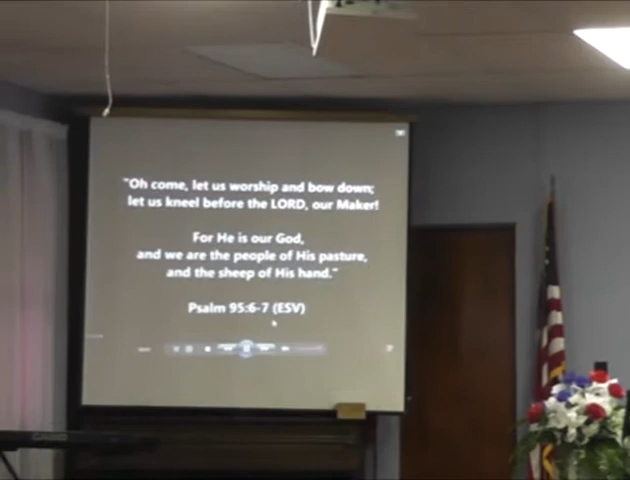 "Oh come, let us worship and bow down;
let us kneel before the LORD, our Maker!
For He is our God,
and we are the people of His pasture,
and the sheep of His hand."
Psalm 95:6-7 (ESV)